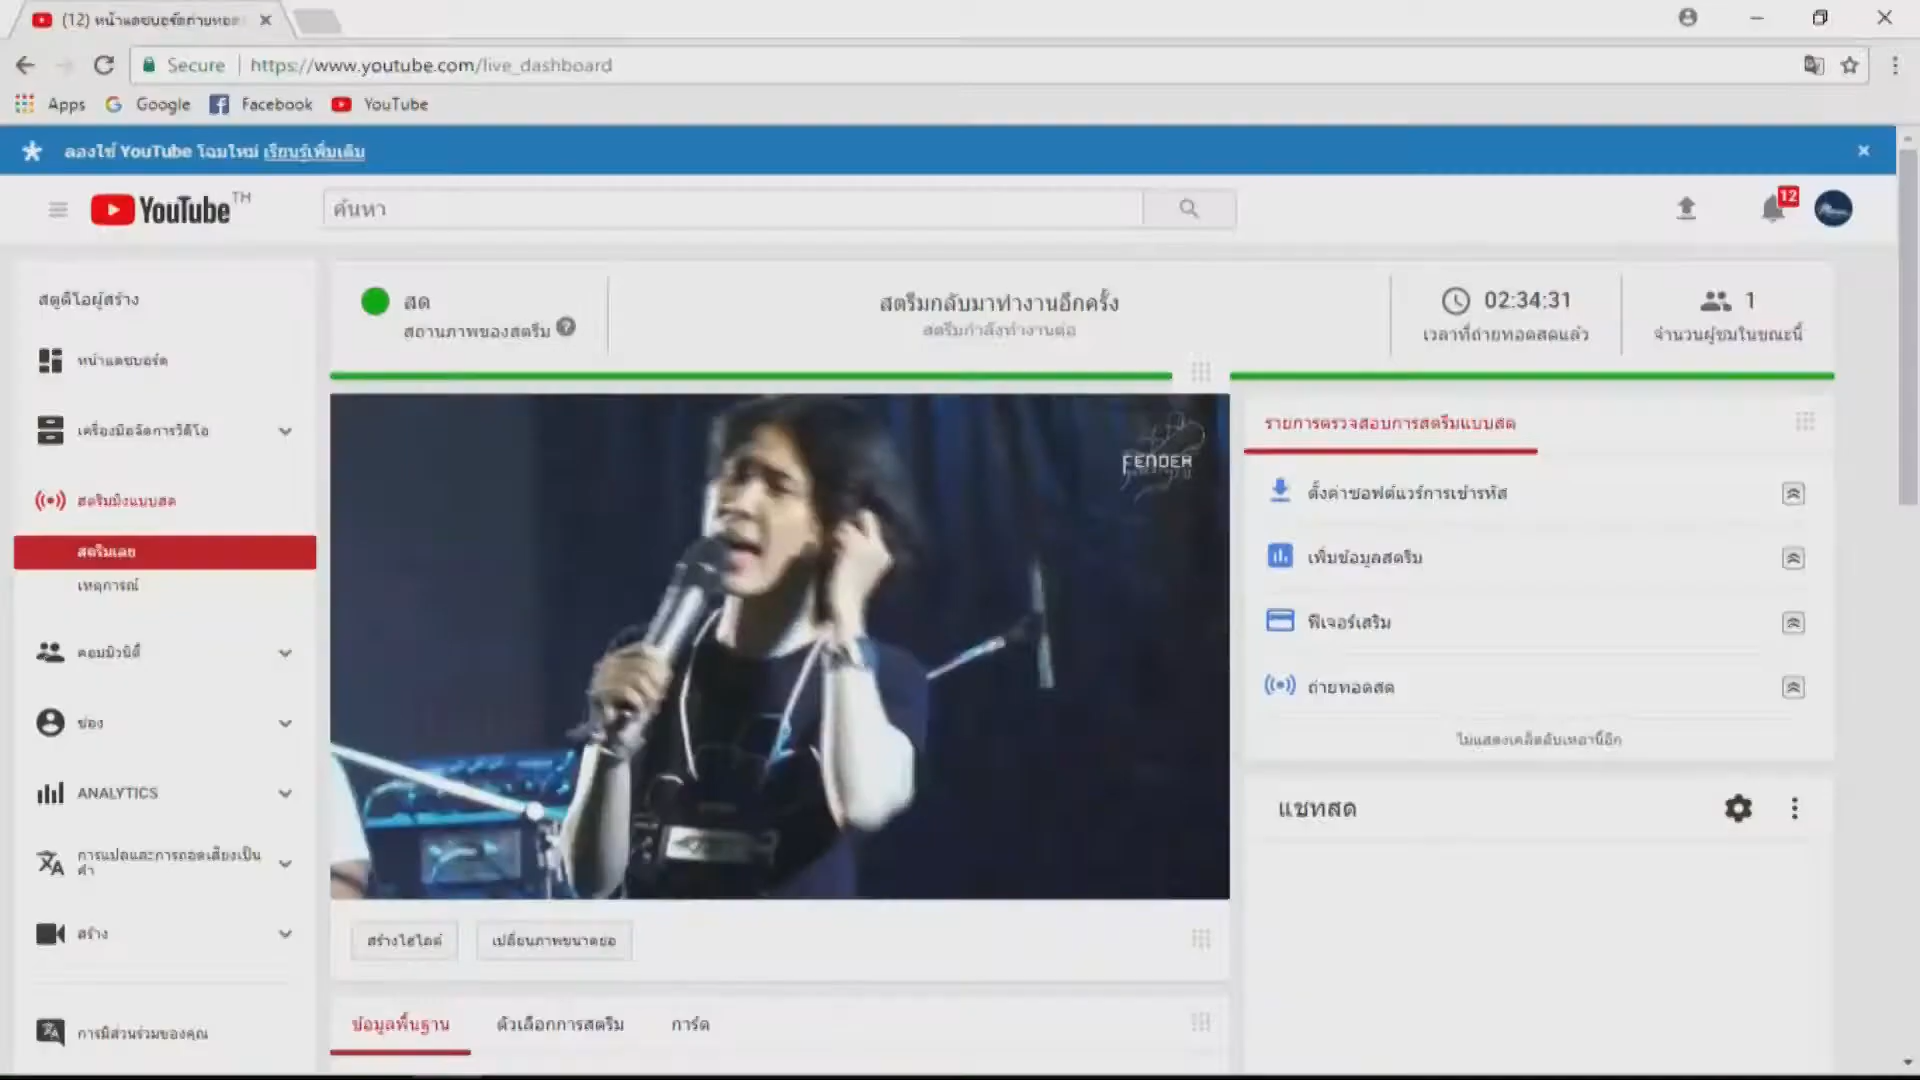 (12) หน้าแดชบอร์ดถ่ายทอด
Secure
https://www.youtube.com/live_dashboard
Apps
Google
Facebook
YouTube
ลองใช้ YouTube โฉมใหม่ เรียนรู้เพิ่มเติม
YouTube TH
ค้นหา
12
สตูดิโอผู้สร้าง
หน้าแดชบอร์ด
เครื่องมือจัดการวิดีโอ
สตรีมมิงแบบสด
สตรีมเลย
เหตุการณ์
คอมมิวนิตี้
ช่อง
ANALYTICS
การแปลและการถอดเสียงเป็น
คำ
สร้าง
การมีส่วนร่วมของคุณ
สด
สถานภาพของสตรีม
สตรีมกลับมาทำงานอีกครั้ง
สตรีมกำลังทำงานต่อ
02:34:31
เวลาที่ถ่ายทอดสดแล้ว
1
จำนวนผู้ชมในขณะนี้
FENDER
สร้างไฮไลต์
เปลี่ยนภาพขนาดย่อ
ข้อมูลพื้นฐาน
ตัวเลือกการสตรีม
การ์ด
รายการตรวจสอบการสตรีมแบบสด
ตั้งค่าซอฟต์แวร์การเข้ารหัส
เพิ่มข้อมูลสตรีม
ฟีเจอร์เสริม
ถ่ายทอดสด
ไม่แสดงเคล็ดลับเหล่านี้อีก
แชทสด